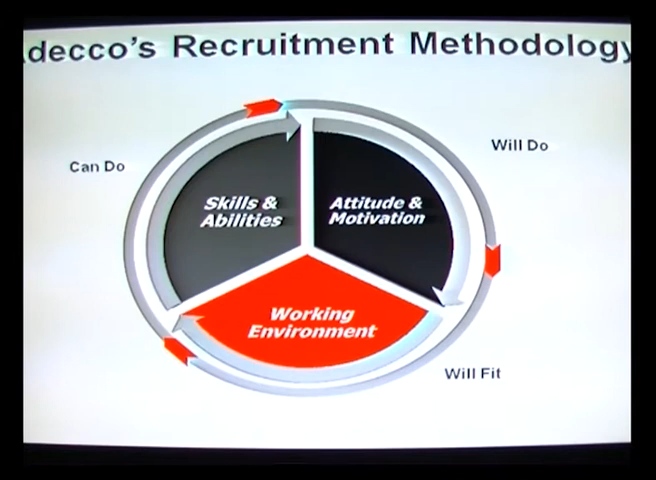 decco's Recruitment Methodology
Can Do
Will Do
Skills &
Abilities
Attitude &
Motivation
Working
Environment
Will Fit